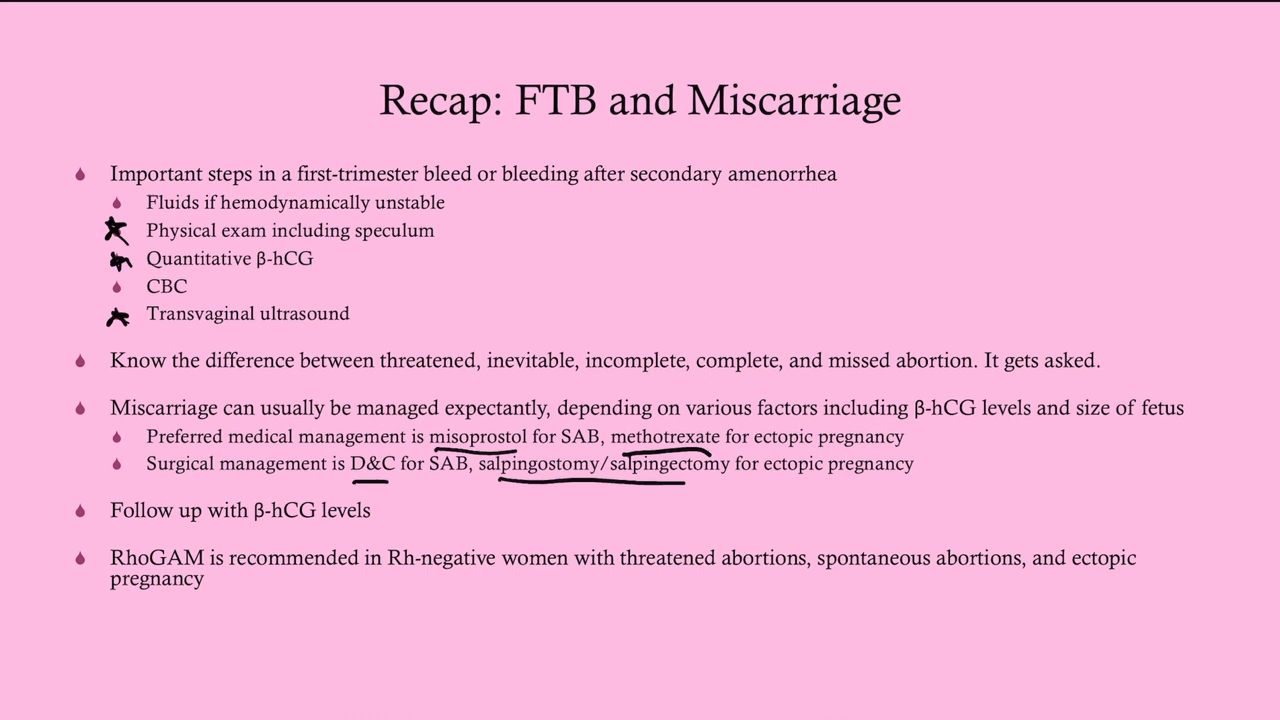 Recap: FTB and Miscarriage
Important steps in a first-trimester bleed or bleeding after secondary amenorrhea
Fluids if hemodynamically unstable
Physical exam including speculum
Quantitative β-hCG
CBC
Transvaginal ultrasound
Know the difference between threatened, inevitable, incomplete, complete, and missed abortion. It gets asked.
Miscarriage can usually be managed expectantly, depending on various factors including β-hCG levels and size of fetus
Preferred medical management is misoprostol for SAB, methotrexate for ectopic pregnancy
Surgical management is D&C for SAB, salpingostomy/salpingectomy for ectopic pregnancy
Follow up with β-hCG levels
RhoGAM is recommended in Rh-negative women with threatened abortions, spontaneous abortions, and ectopic
pregnancy